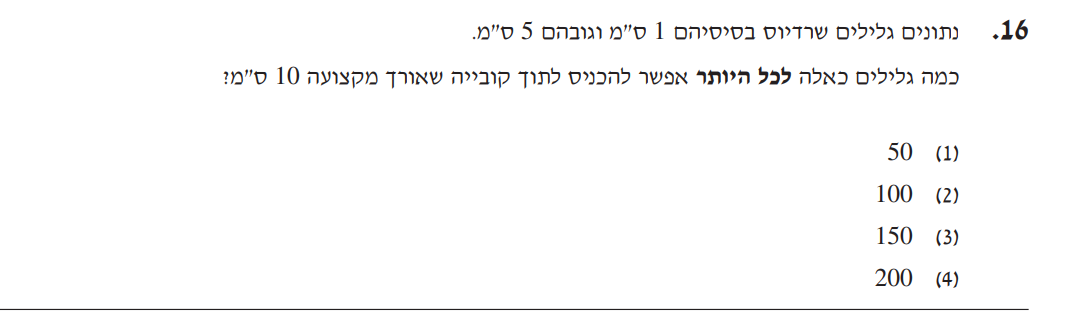 16. נתונים גלילים שרדיוס בסיסיהם 1 ס"מ וגובהם 5 ס"מ.
כמה גלילים כאלה לכל היותר אפשר להכניס לתוך קובייה שאורך מקצועה 10 ס"מ?
(1) 50
(2) 100
(3) 150
(4) 200